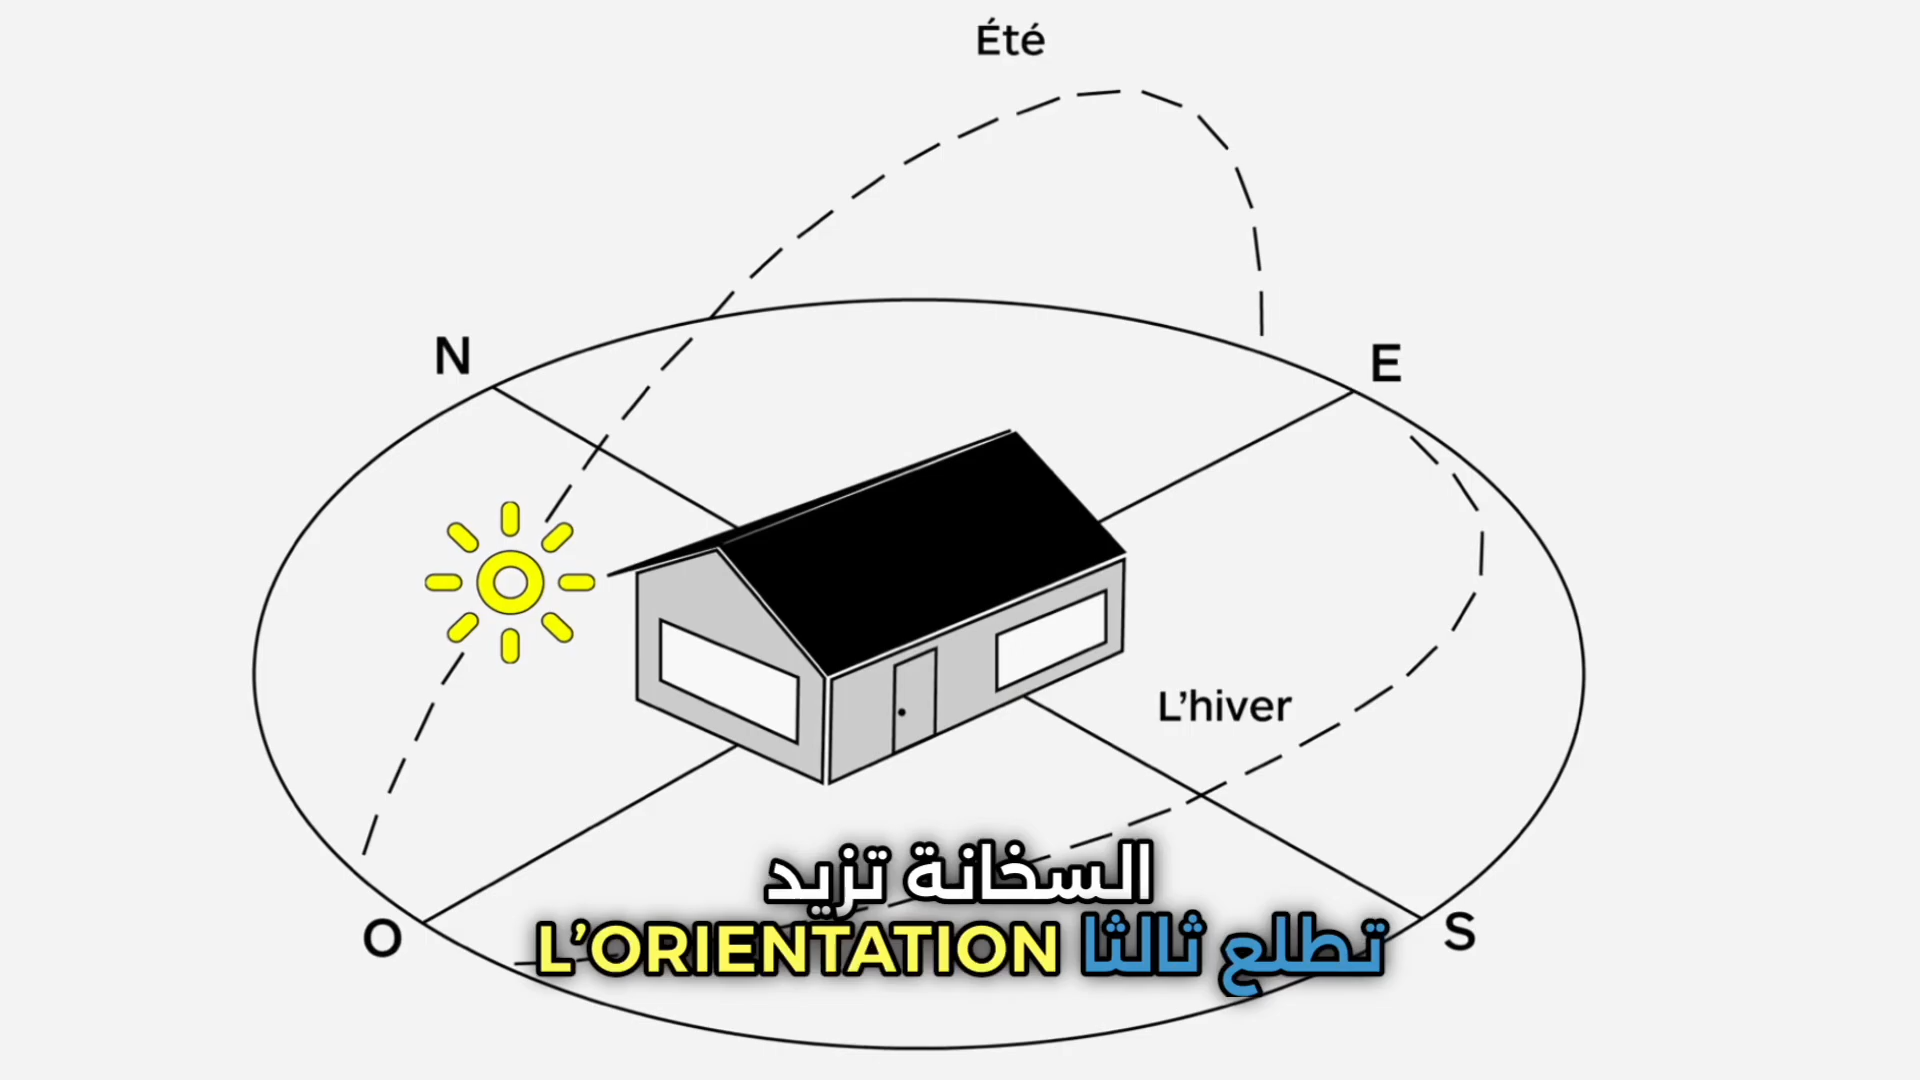 Été
N
E
L'hiver
O
S
السخانة تزيد
تطلع ثالثا L'ORIENTATION